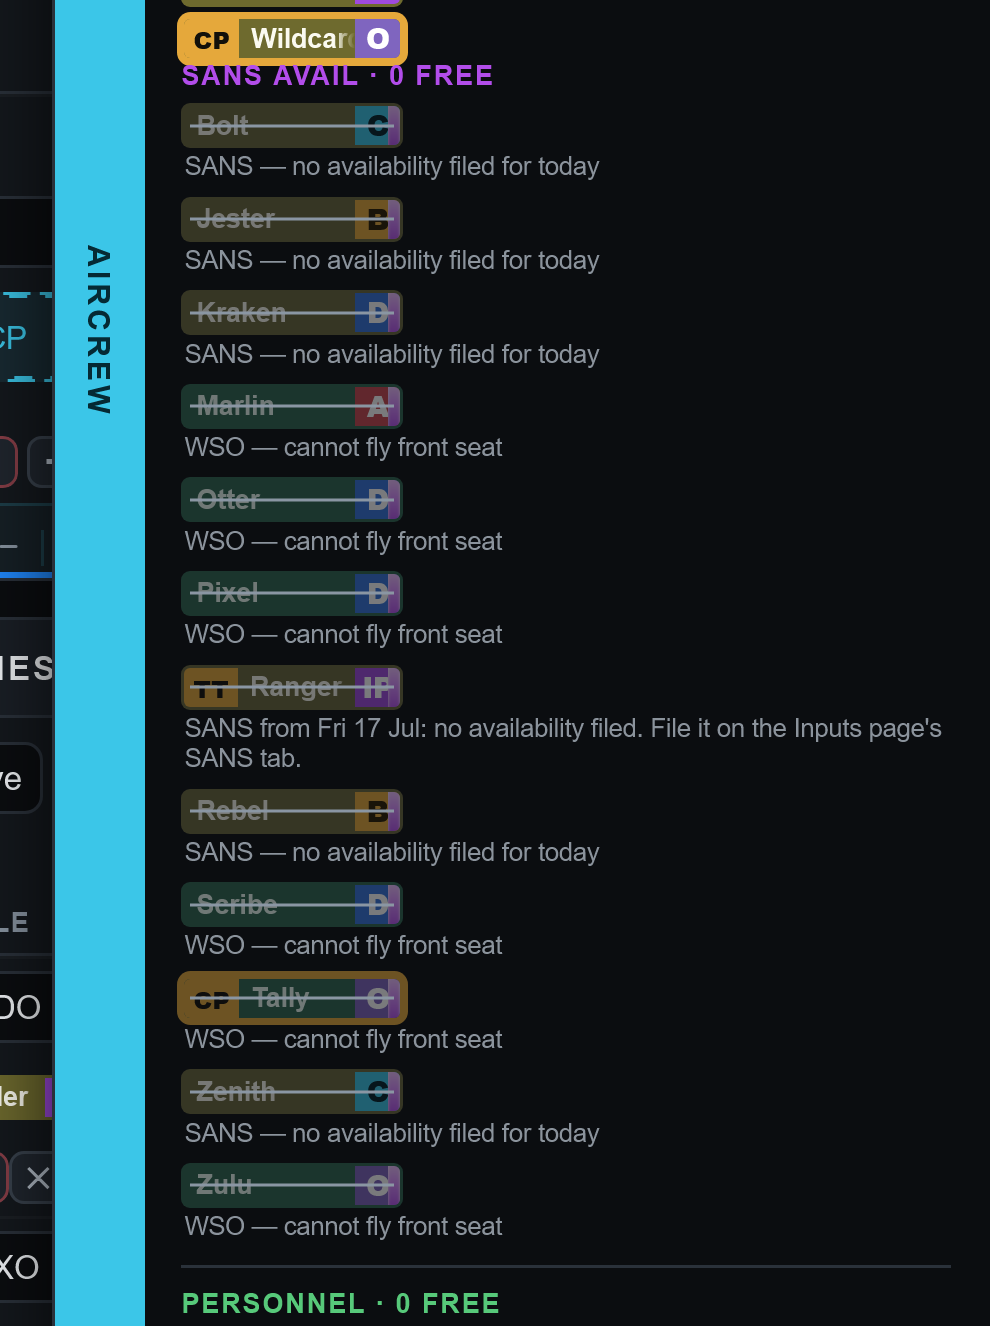 CP Wildcar O
SANS AVAIL · 0 FREE
Bolt C
SANS — no availability filed for today
Jester B
SANS — no availability filed for today
Kraken D
SANS — no availability filed for today
Marlin A
WSO — cannot fly front seat
Otter D
WSO — cannot fly front seat
Pixel D
WSO — cannot fly front seat
TT Ranger IP
SANS from Fri 17 Jul: no availability filed. File it on the Inputs page's
SANS tab.
Rebel B
SANS — no availability filed for today
Scribe D
WSO — cannot fly front seat
CP Tally O
WSO — cannot fly front seat
Zenith C
SANS — no availability filed for today
Zulu O
WSO — cannot fly front seat
PERSONNEL · 0 FREE
AIRCREW
CP
IES
ve
LE
DO
ler
XO